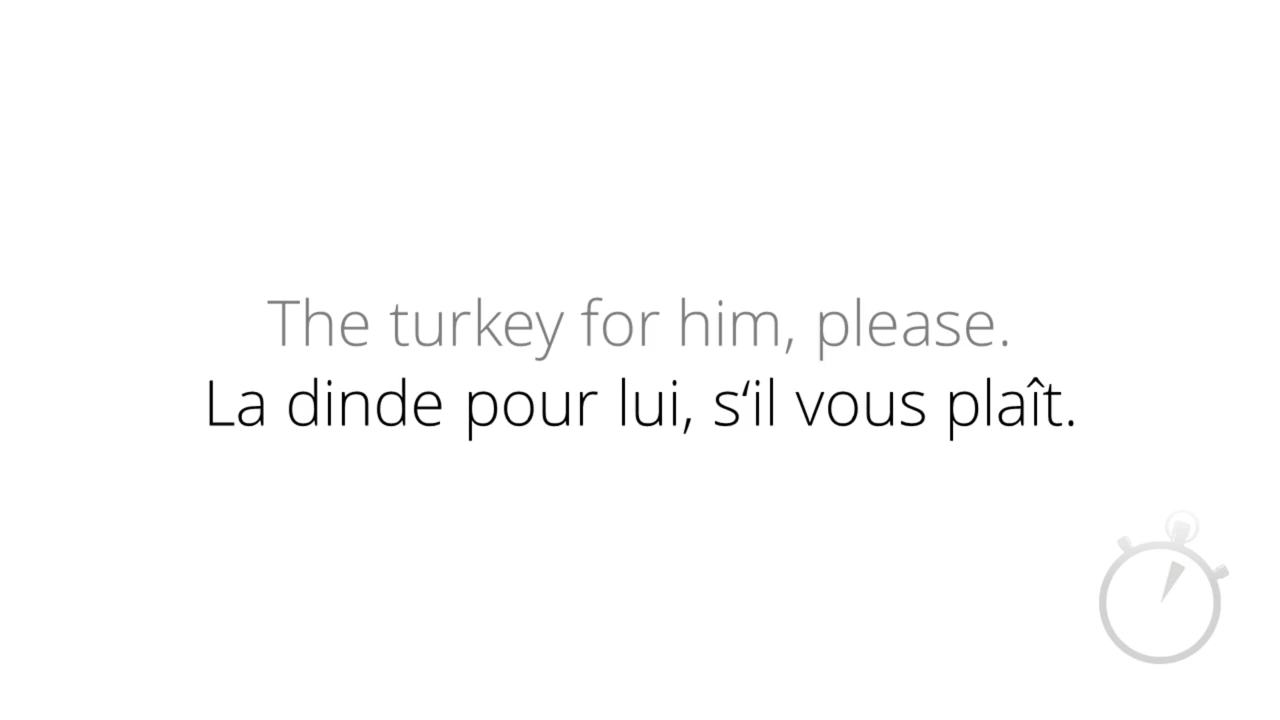 The turkey for him, please.
La dinde pour lui, s‘il vous plaît.